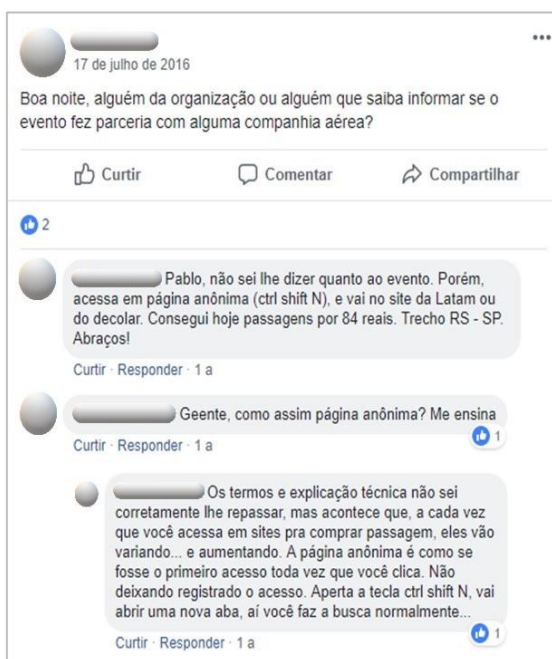 17 de julho de 2016
Boa noite, alguém da organização ou alguém que saiba informar se o
evento fez parceria com alguma companhia aérea?
Curtir Comentar Compartilhar
2
Pablo, não sei lhe dizer quanto ao evento. Porém,
acessa em página anônima (ctrl shift N), e vai no site da Latam ou
do decolar. Consegui hoje passagens por 84 reais. Trecho RS - SP.
Abraços!
Curtir · Responder · 1 a
Geente, como assim página anônima? Me ensina
1
Curtir · Responder · 1 a
Os termos e explicação técnica não sei
corretamente lhe repassar, mas acontece que, a cada vez
que você acessa em sites pra comprar passagem, eles vão
variando... e aumentando. A página anônima é como se
fosse o primeiro acesso toda vez que você clica. Não
deixando registrado o acesso. Aperta a tecla ctrl shift N, vai
abrir uma nova aba, aí você faz a busca normalmente...
1
Curtir · Responder · 1 a